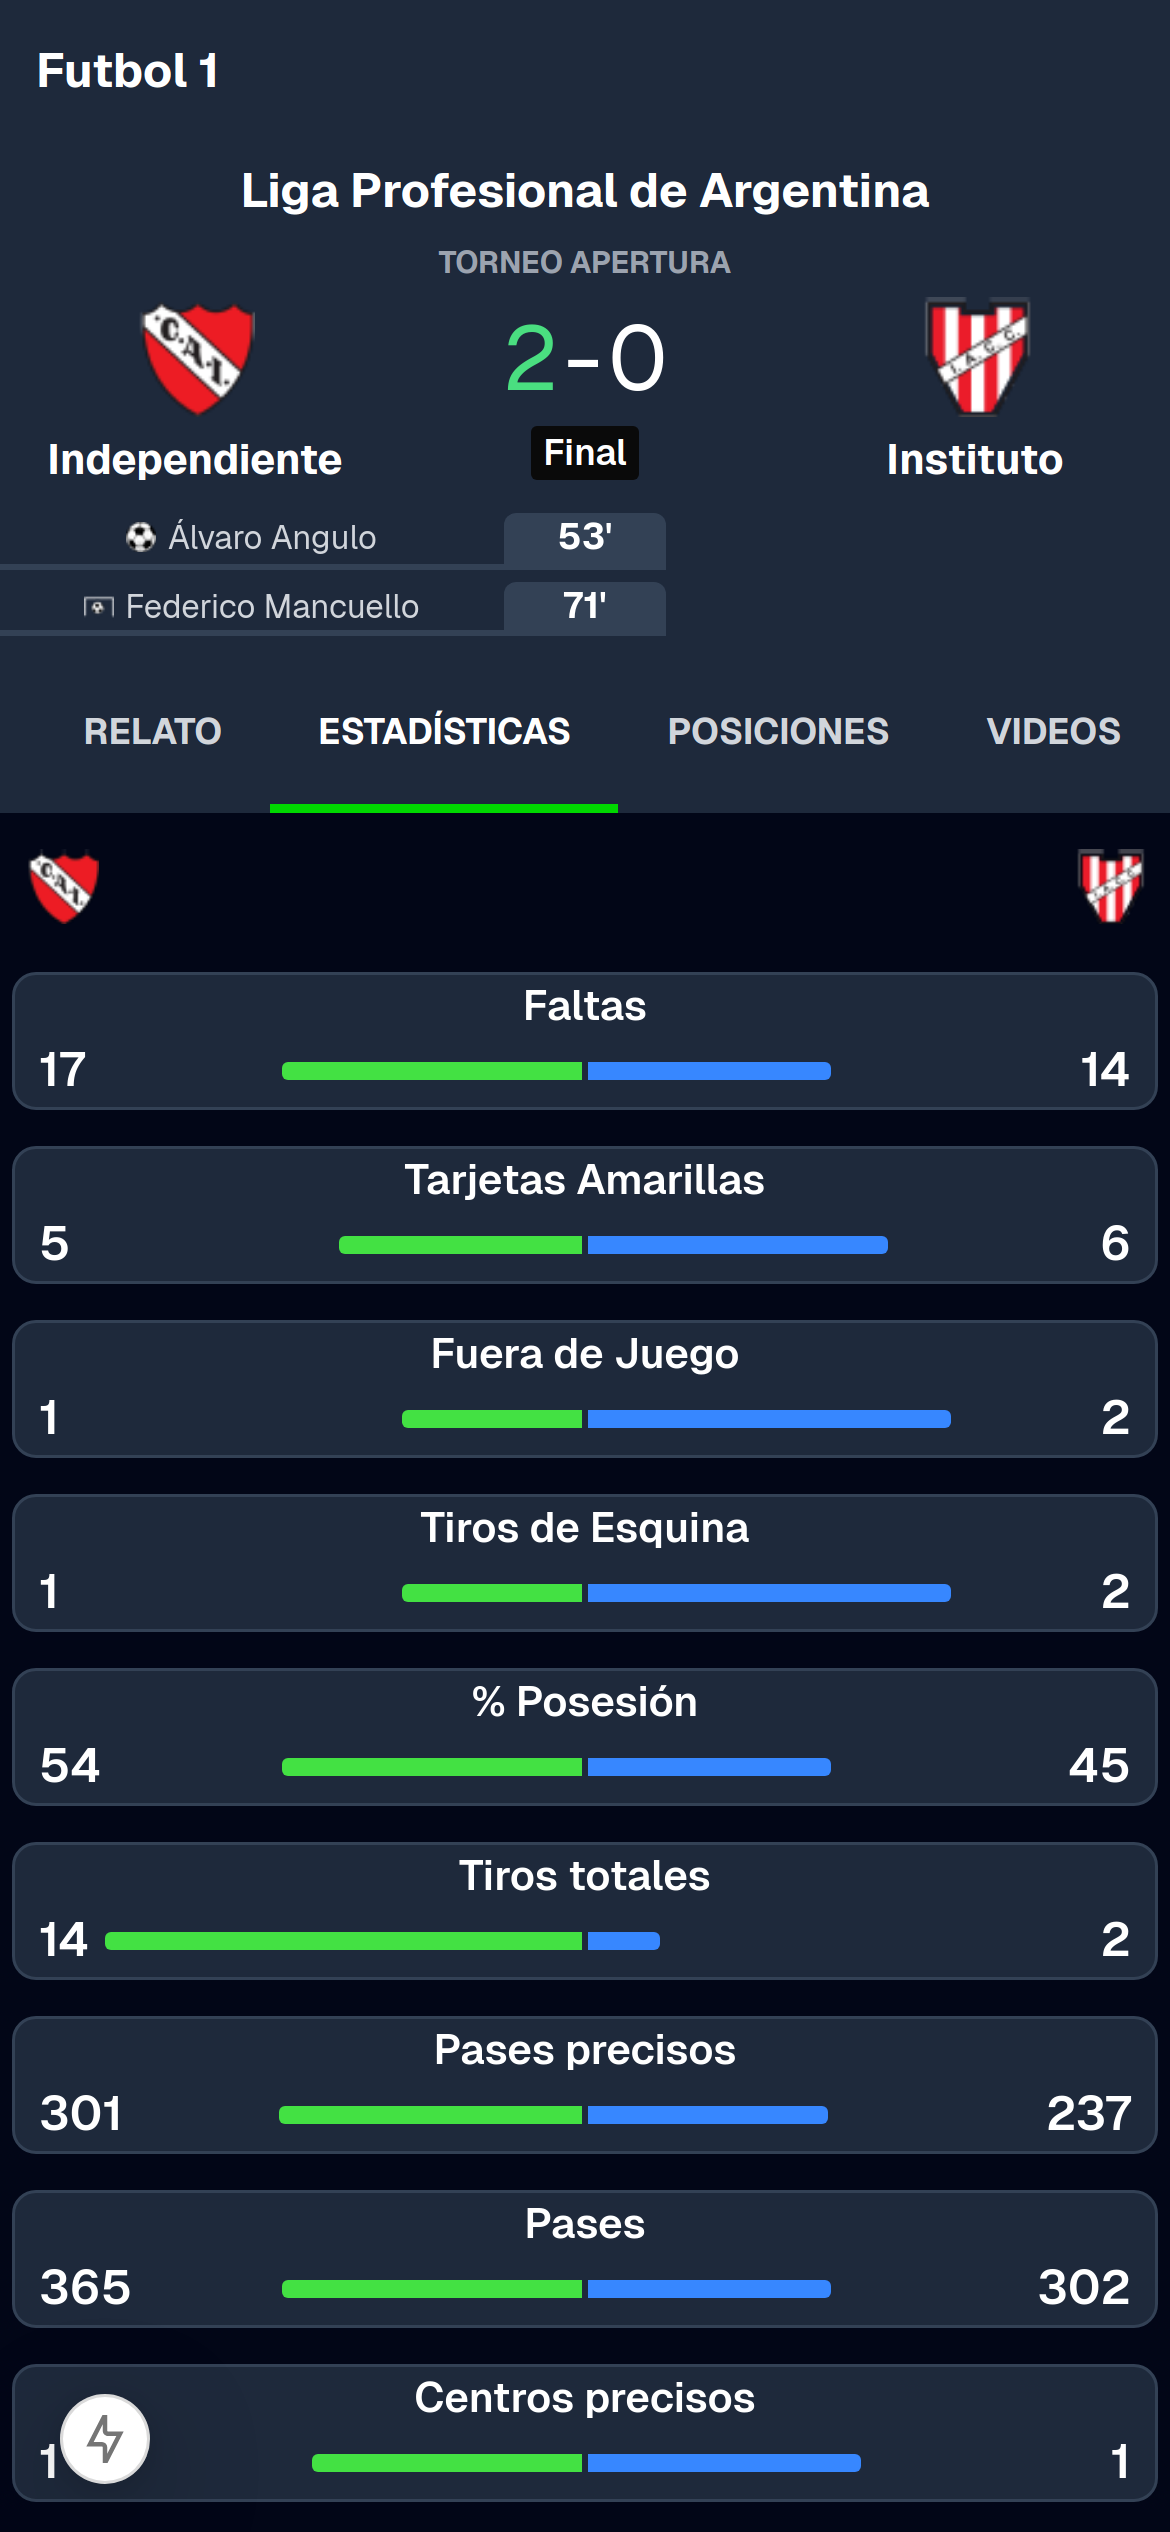 Futbol 1
Liga Profesional de Argentina
TORNEO APERTURA
C.A.I.
2-0
I.A.C.C.
Independiente
Final
Instituto
Álvaro Angulo 53'
Federico Mancuello 71'
RELATO ESTADÍSTICAS POSICIONES VIDEOS
C.A.I.
Faltas
17 14
Tarjetas Amarillas
5 6
Fuera de Juego
1 2
Tiros de Esquina
1 2
% Posesión
54 45
Tiros totales
14 2
Pases precisos
301 237
Pases
365 302
Centros precisos
1 1